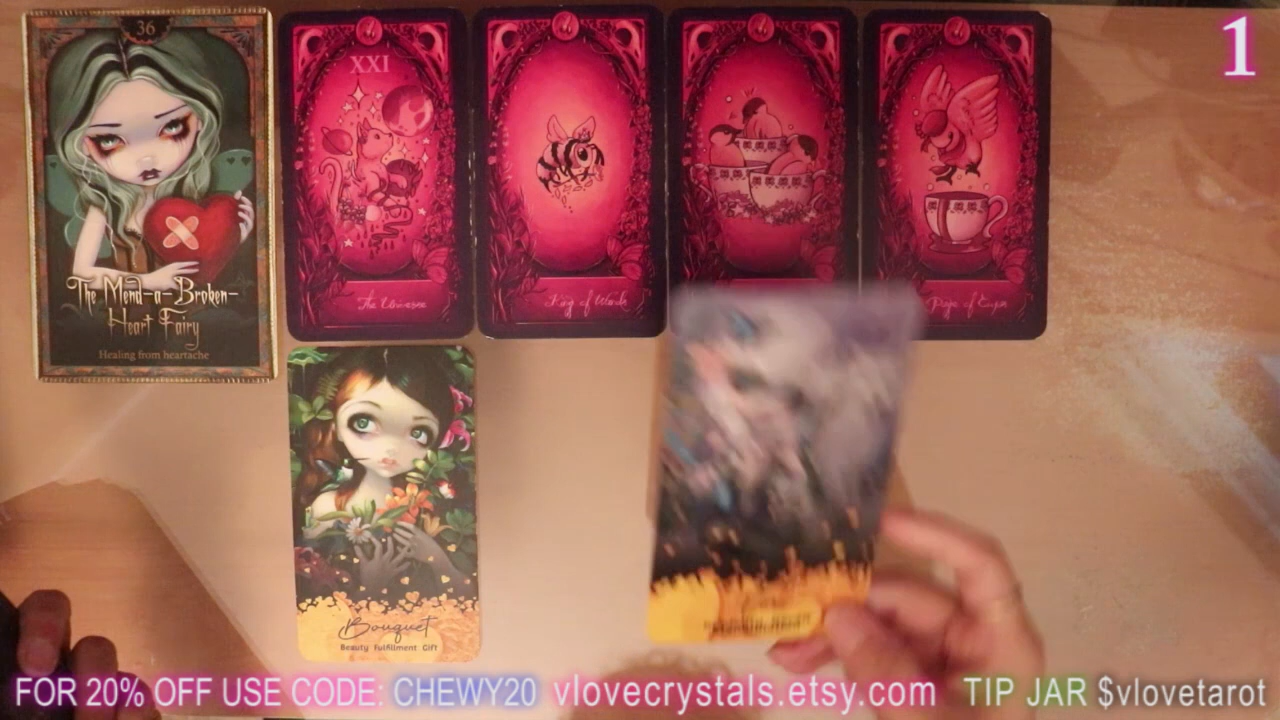 36
The Mend-a-Broken-
Heart Fairy
Healing from heartache
XXI
The Universe
King of Wands
Page of Cups
1
Bouquet
Beauty Fulfillment Gift
FOR 20% OFF USE CODE: CHEWY20 vlovecrystals.etsy.com TIP JAR $vlovetarot